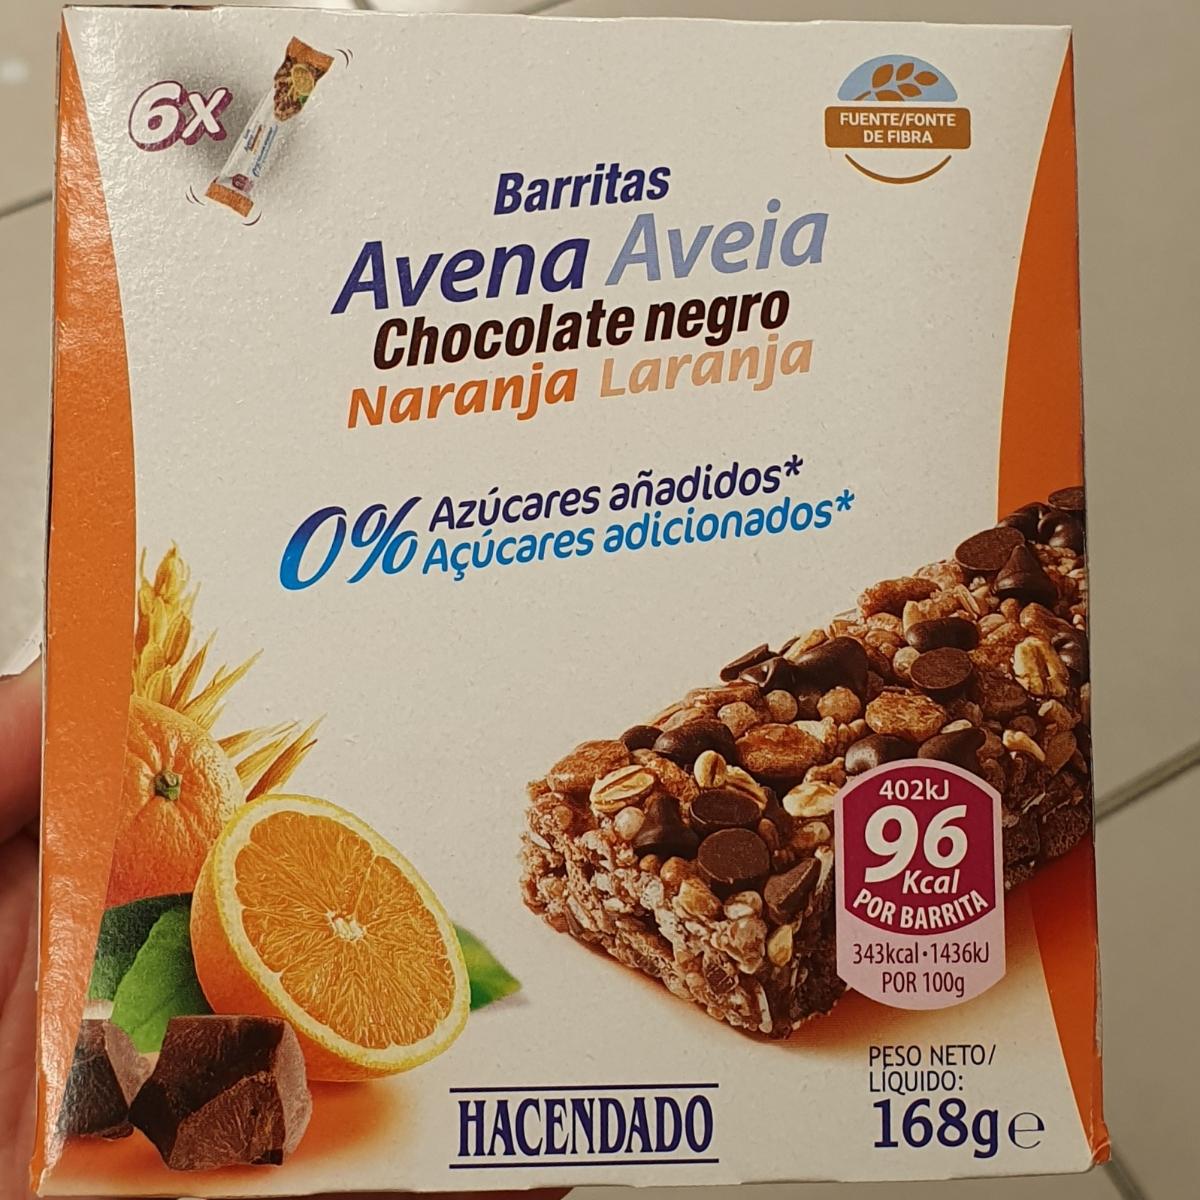 6x
FUENTE/FONTE
DE FIBRA
Barritas
Avena Aveia
Chocolate negro
Naranja Laranja
0% Azúcares añadidos*
Açúcares adicionados*
402kJ
96
Kcal
POR BARRITA
343kcal•1436kJ
POR 100g
PESO NETO/
LÍQUIDO:
168g e
HACENDADO